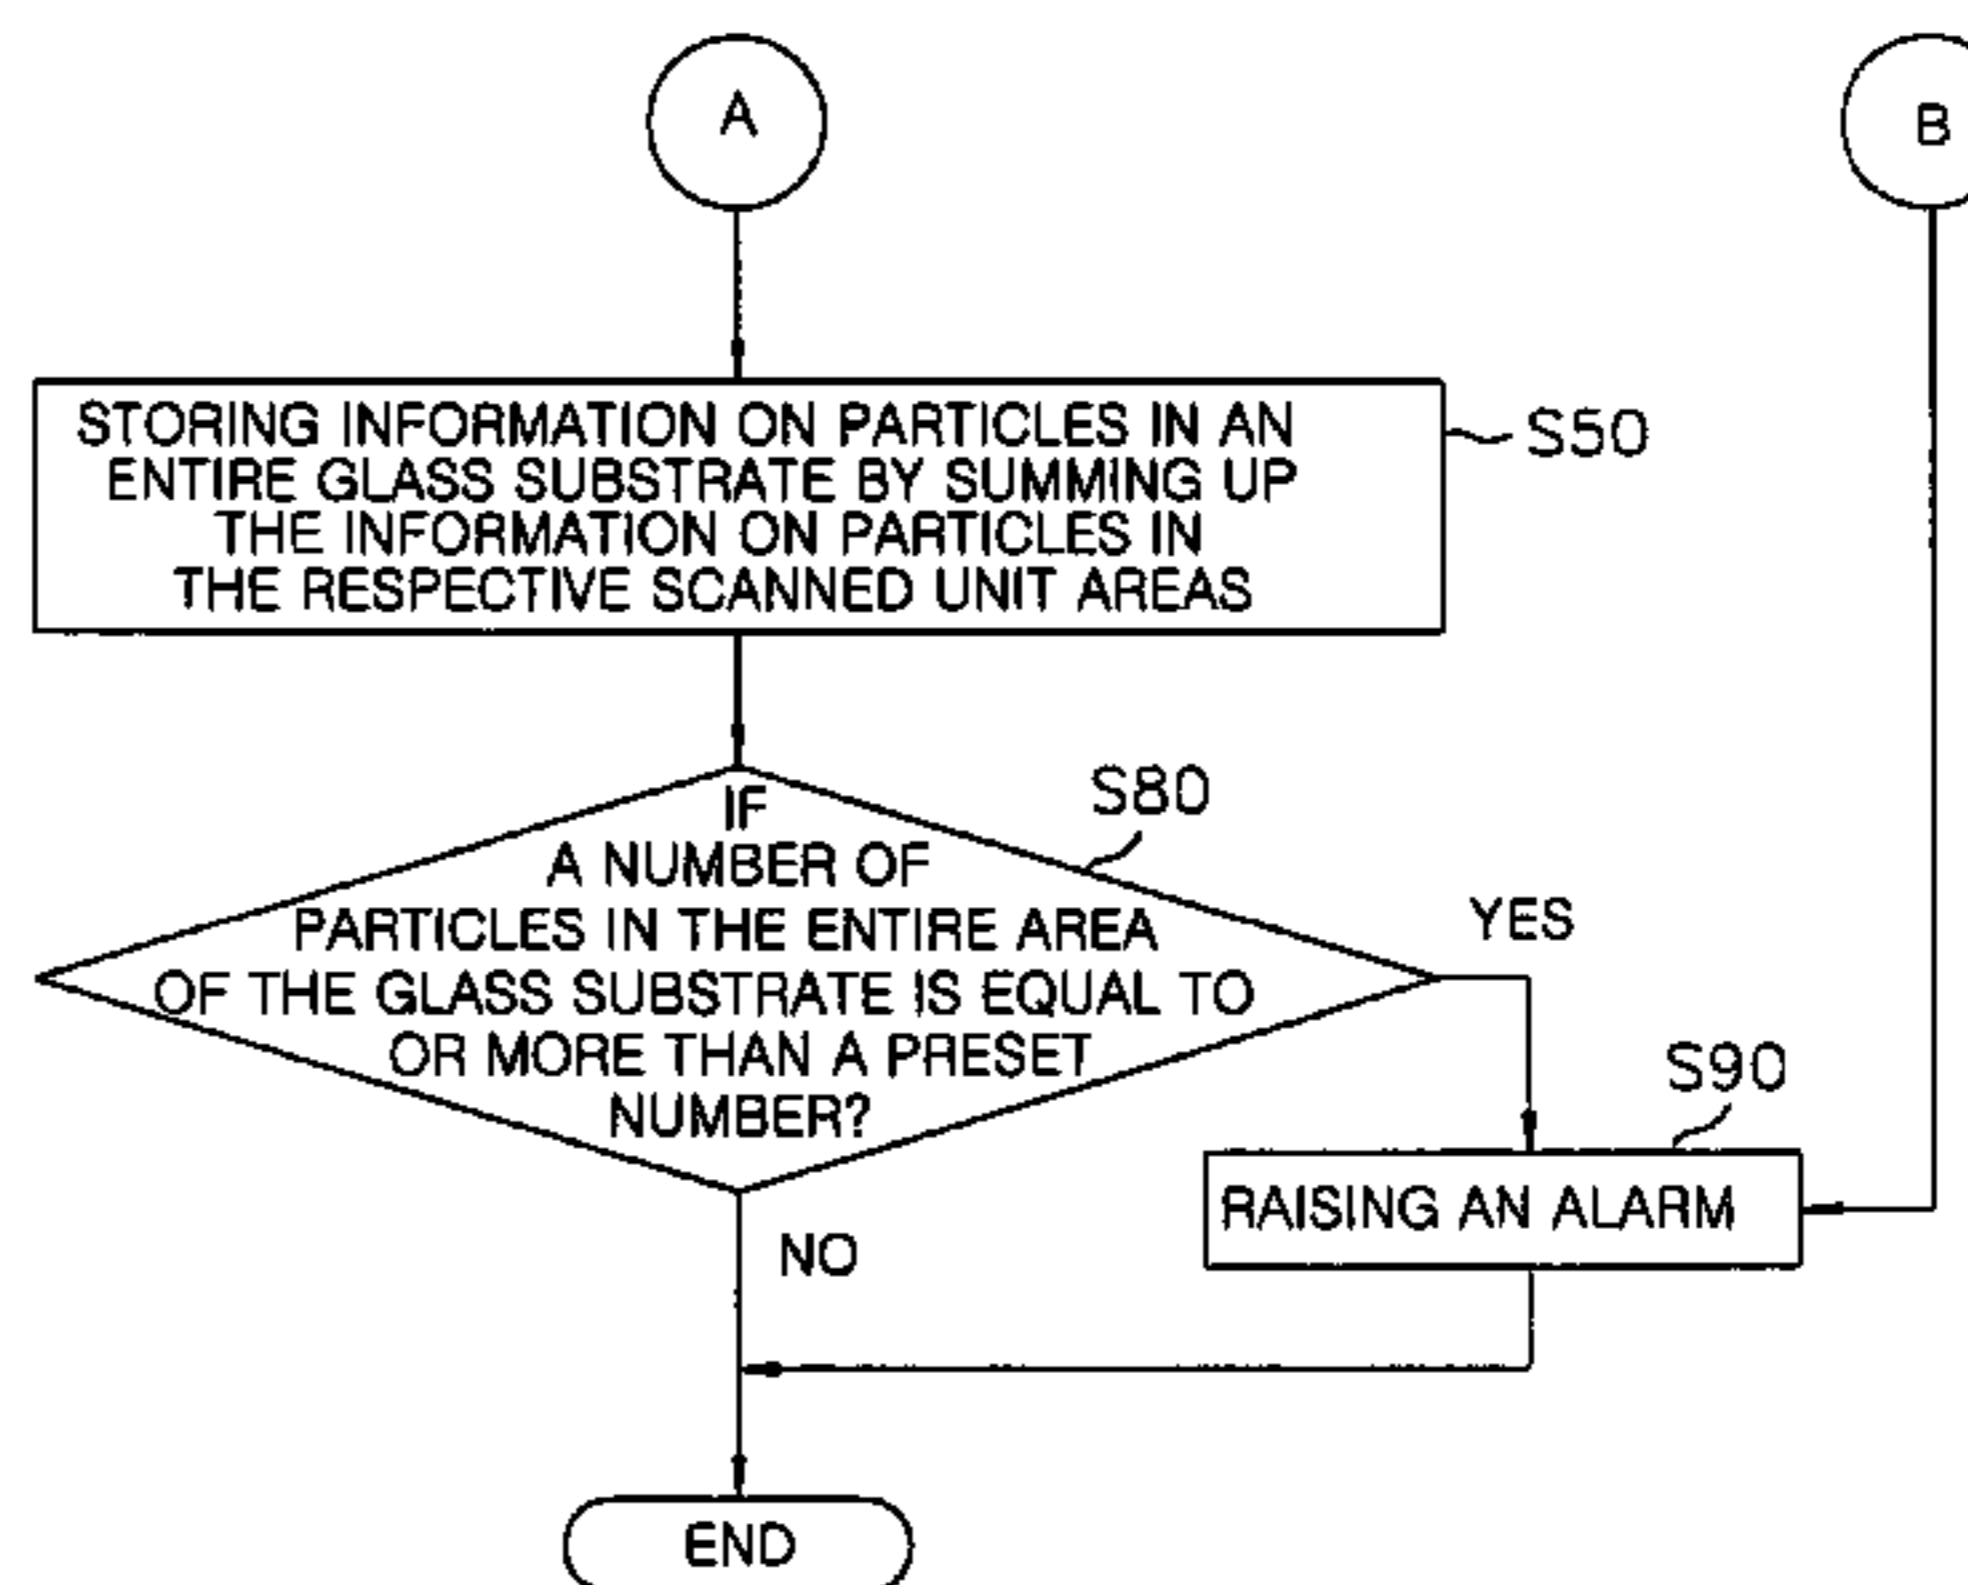 A
B
STORING INFORMATION ON PARTICLES IN AN
ENTIRE GLASS SUBSTRATE BY SUMMING UP
THE INFORMATION ON PARTICLES IN
THE RESPECTIVE SCANNED UNIT AREAS
S50
S80
IF
A NUMBER OF
PARTICLES IN THE ENTIRE AREA
OF THE GLASS SUBSTRATE IS EQUAL TO
OR MORE THAN A PRESET
NUMBER?
YES
S90
RAISING AN ALARM
NO
END